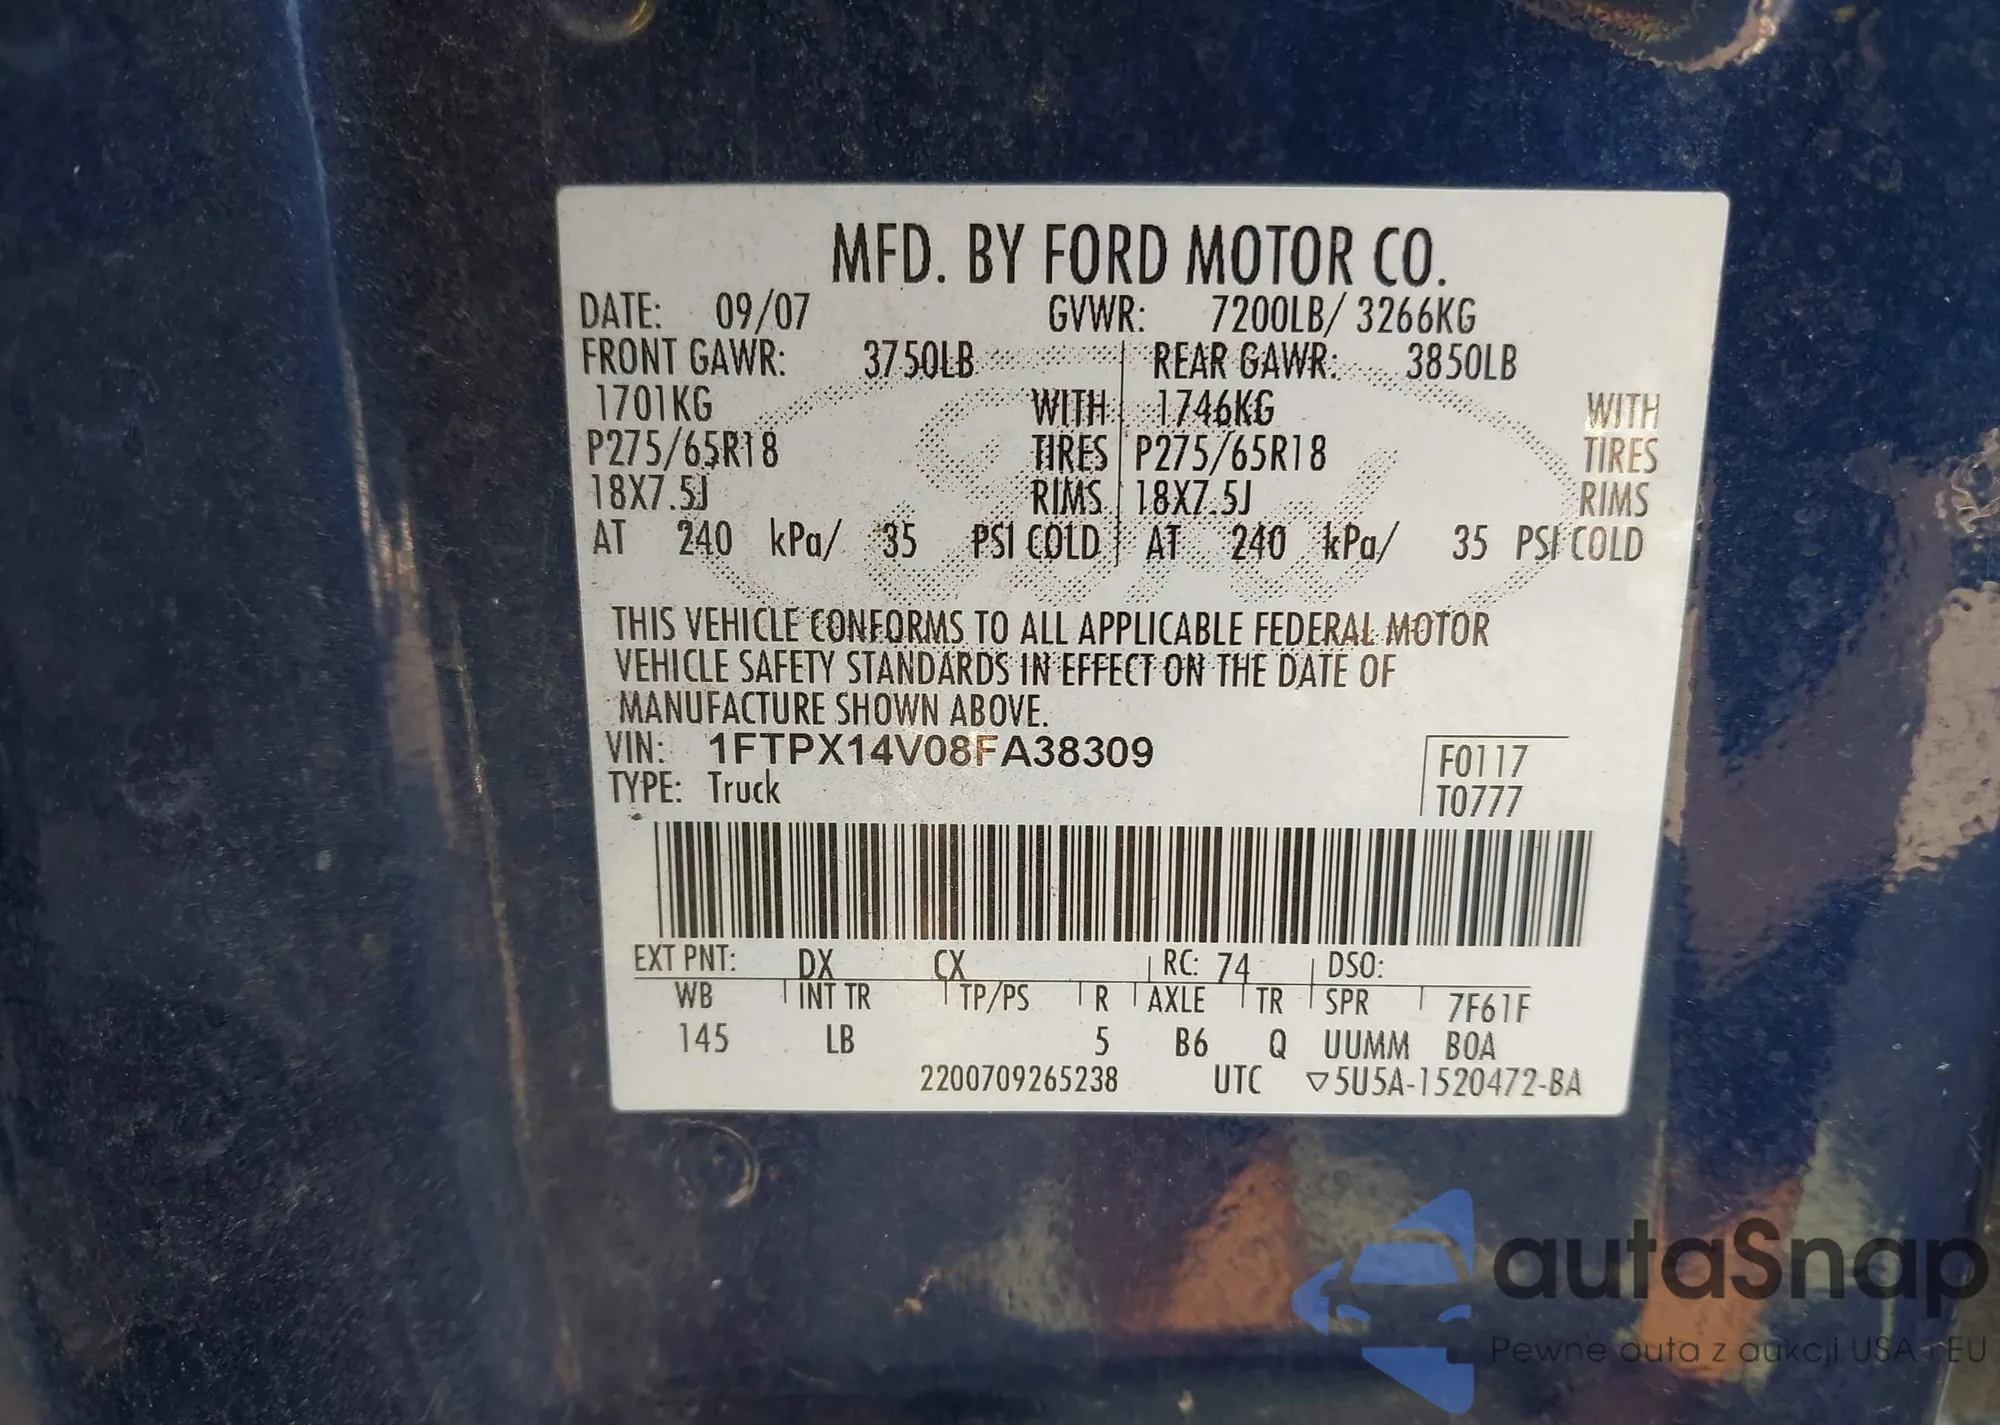 MFD. BY FORD MOTOR CO.
DATE: 09/07 GVWR: 7200LB/ 3266KG
FRONT GAWR: 3750LB REAR GAWR: 3850LB
1701KG WITH 1746KG WITH
P275/65R18 TIRES P275/65R18 TIRES
18X7.5J RIMS 18X7.5J RIMS
AT 240 kPa/ 35 PSI COLD AT 240 kPa/ 35 PSI COLD
THIS VEHICLE CONFORMS TO ALL APPLICABLE FEDERAL MOTOR
VEHICLE SAFETY STANDARDS IN EFFECT ON THE DATE OF
MANUFACTURE SHOWN ABOVE.
VIN: 1FTPX14V08FA38309 F0117
TYPE: Truck T0777
EXT PNT: DX CX RC: 74 DSO:
WB INT TR TP/PS R AXLE TR SPR 7F61F
145 LB 5 B6 Q UUMM BOA
2200709265238 UTC ▽5U5A-1520472-BA
autaSnap
Pewne auta z aukcji USA i EU